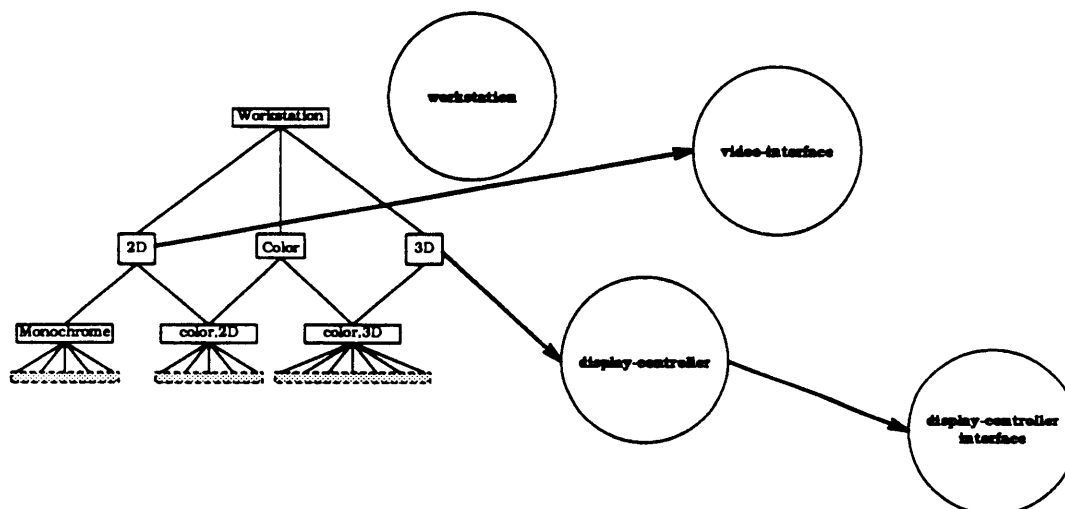 workstation
Workstation
video-interface
2D
Color
3D
Monochrome
color,2D
color,3D
display-controller
display-controller
interface